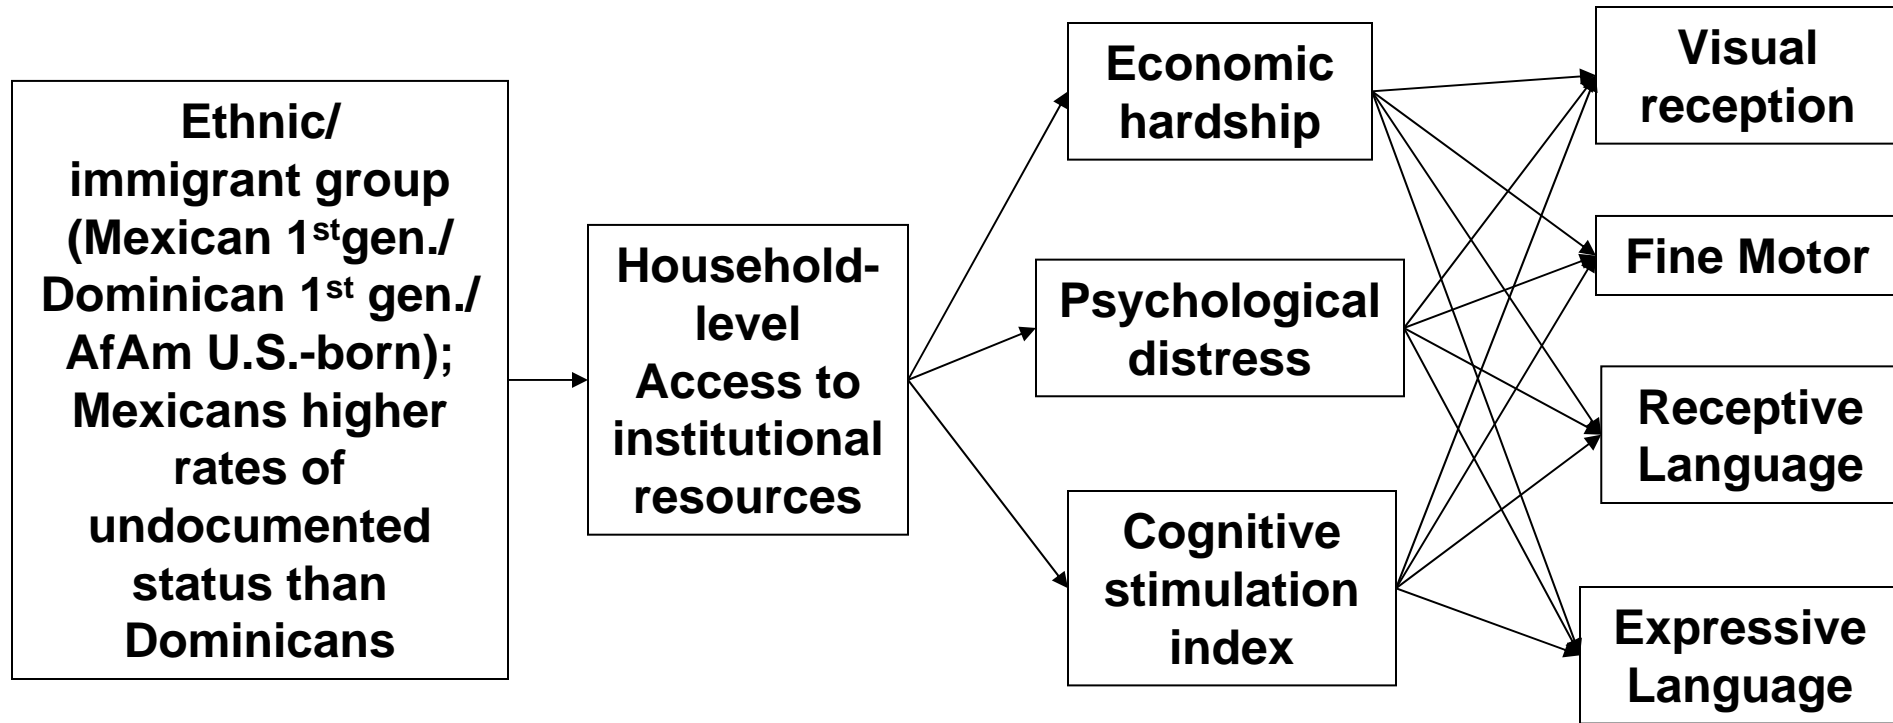 Ethnic/
immigrant group
(Mexican 1stgen./
Dominican 1st gen./
AfAm U.S.-born);
Mexicans higher
rates of
undocumented
status than
Dominicans
Household-
level
Access to
institutional
resources
Economic
hardship
Psychological
distress
Cognitive
stimulation
index
Visual
reception
Fine Motor
Receptive
Language
Expressive
Language